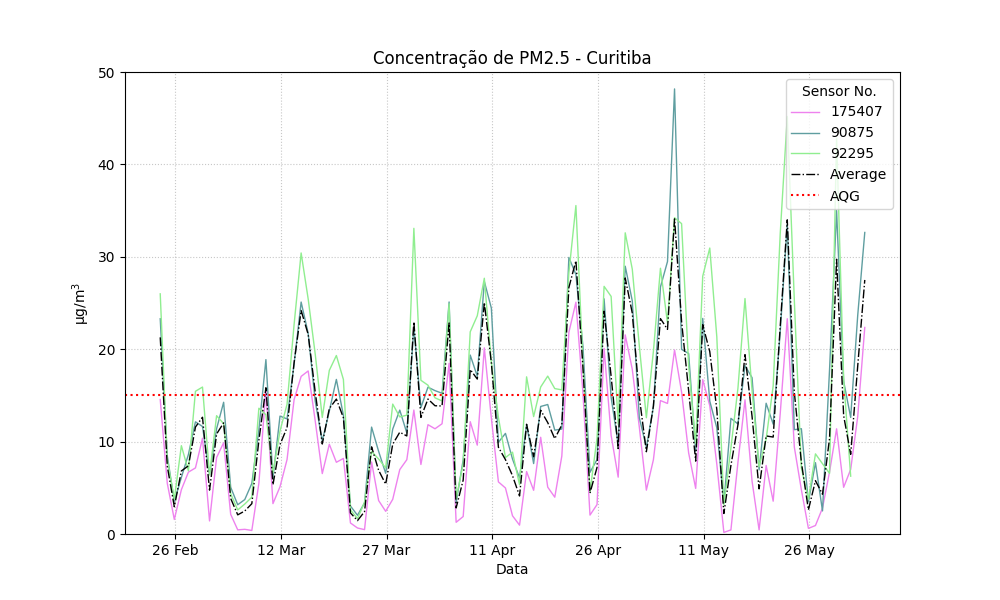 Concentração de PM2.5 - Curitiba
50
40
30
20
10
0
µg/m³
Sensor No.
175407
90875
92295
Average
AQG
26 Feb
12 Mar
27 Mar
11 Apr
26 Apr
11 May
26 May
Data